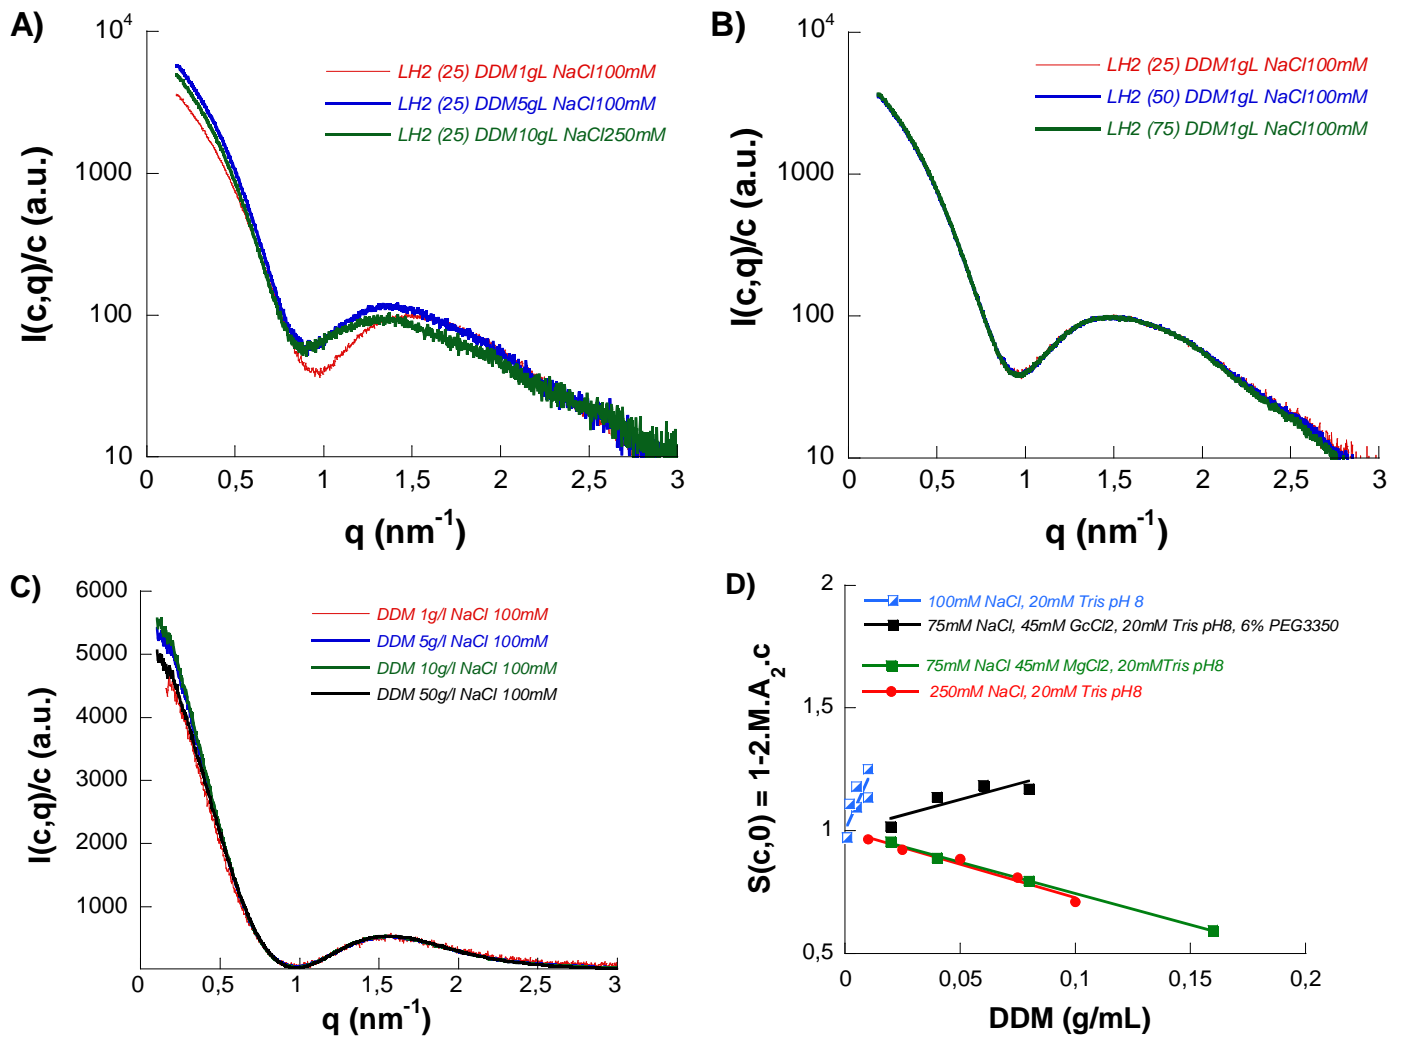 A)
10^4
1000
100
10
I(c,q)/c (a.u.)
LH2 (25) DDM1gL NaCl100mM
LH2 (25) DDM5gL NaCl100mM
LH2 (25) DDM10gL NaCl250mM
0 0,5 1 1,5 2 2,5 3
q (nm^-1)
B)
10^4
1000
100
10
I(c,q)/c (a.u.)
LH2 (25) DDM1gL NaCl100mM
LH2 (50) DDM1gL NaCl100mM
LH2 (75) DDM1gL NaCl100mM
0 0,5 1 1,5 2 2,5 3
q (nm^-1)
C)
6000
5000
4000
3000
2000
1000
I(c,q)/c (a.u.)
DDM 1g/l NaCl 100mM
DDM 5g/l NaCl 100mM
DDM 10g/l NaCl 100mM
DDM 50g/l NaCl 100mM
0 0,5 1 1,5 2 2,5 3
q (nm^-1)
D)
2
1,5
1
0,5
S(c,0) = 1-2.M.A_2.c
100mM NaCl, 20mM Tris pH 8
75mM NaCl, 45mM GcCl2, 20mM Tris pH8, 6% PEG3350
75mM NaCl 45mM MgCl2, 20mMTris pH8
250mM NaCl, 20mM Tris pH8
0 0,05 0,1 0,15 0,2
DDM (g/mL)